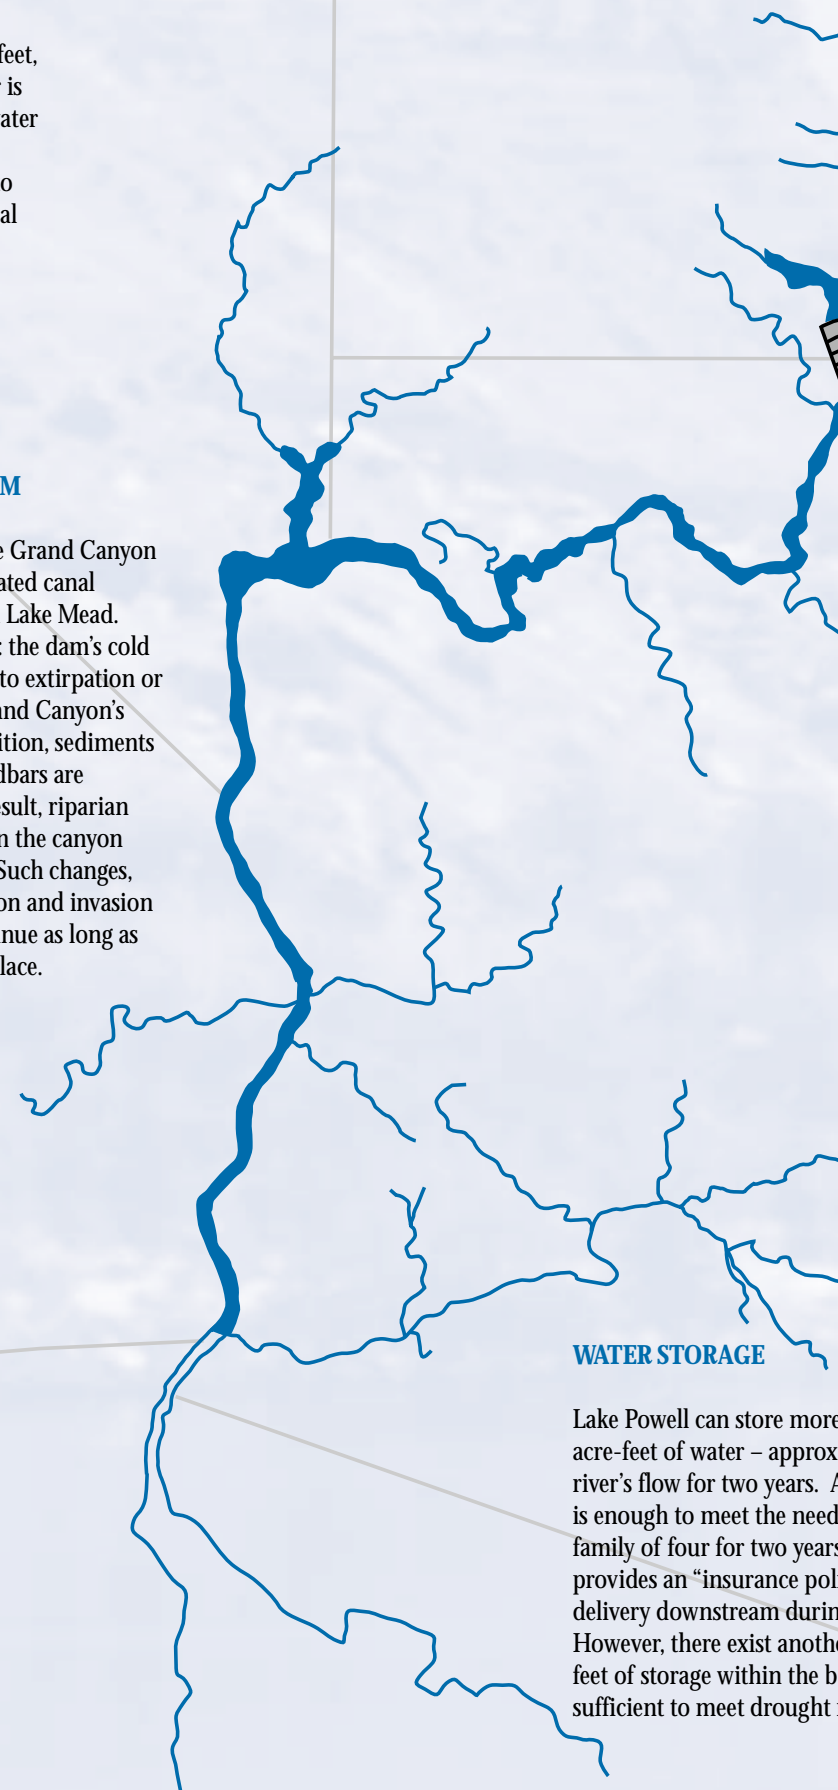 feet,
is
ater
o
al
M
e Grand Canyon
ated canal
Lake Mead.
: the dam's cold
to extirpation or
and Canyon's
ition, sediments
dbars are
esult, riparian
n the canyon
Such changes,
on and invasion
inue as long as
lace.
WATER STORAGE
Lake Powell can store more
acre-feet of water – approx
river's flow for two years. A
is enough to meet the need
family of four for two years
provides an “insurance poli
delivery downstream durin
However, there exist anothe
feet of storage within the b
sufficient to meet drought